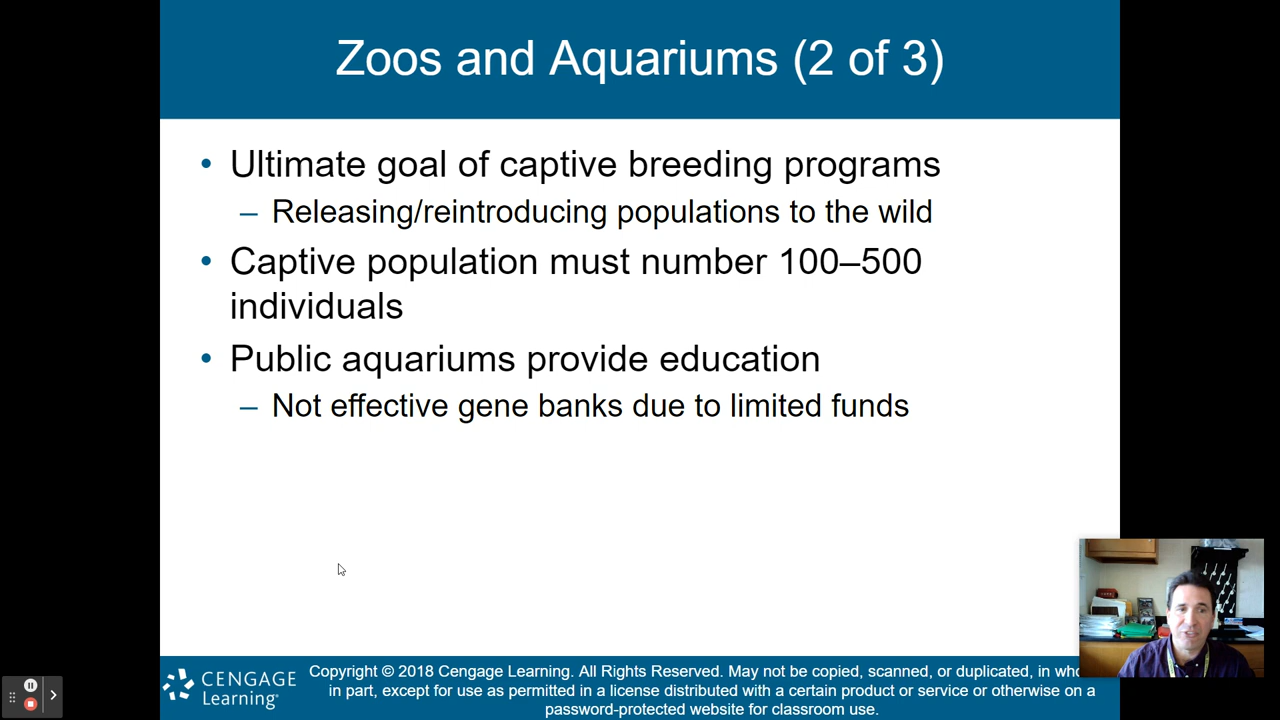 Zoos and Aquariums (2 of 3)
• Ultimate goal of captive breeding programs
– Releasing/reintroducing populations to the wild
• Captive population must number 100–500
individuals
• Public aquariums provide education
– Not effective gene banks due to limited funds
CENGAGE
Learning®
Copyright © 2018 Cengage Learning. All Rights Reserved. May not be copied, scanned, or duplicated, in
in part, except for use as permitted in a license distributed with a certain product or service or otherwise on a
password-protected website for classroom use.